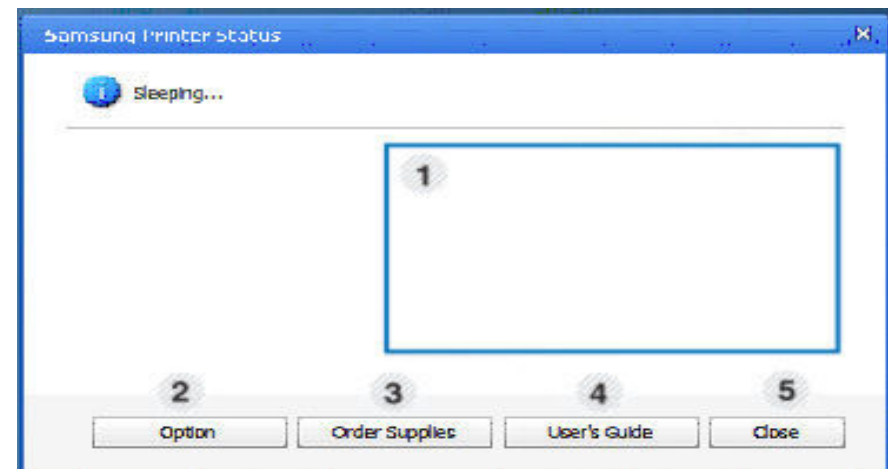 Samsung Printer Status
Sleeping...
1
2 3 4 5
Option Order Supplies User's Guide Close